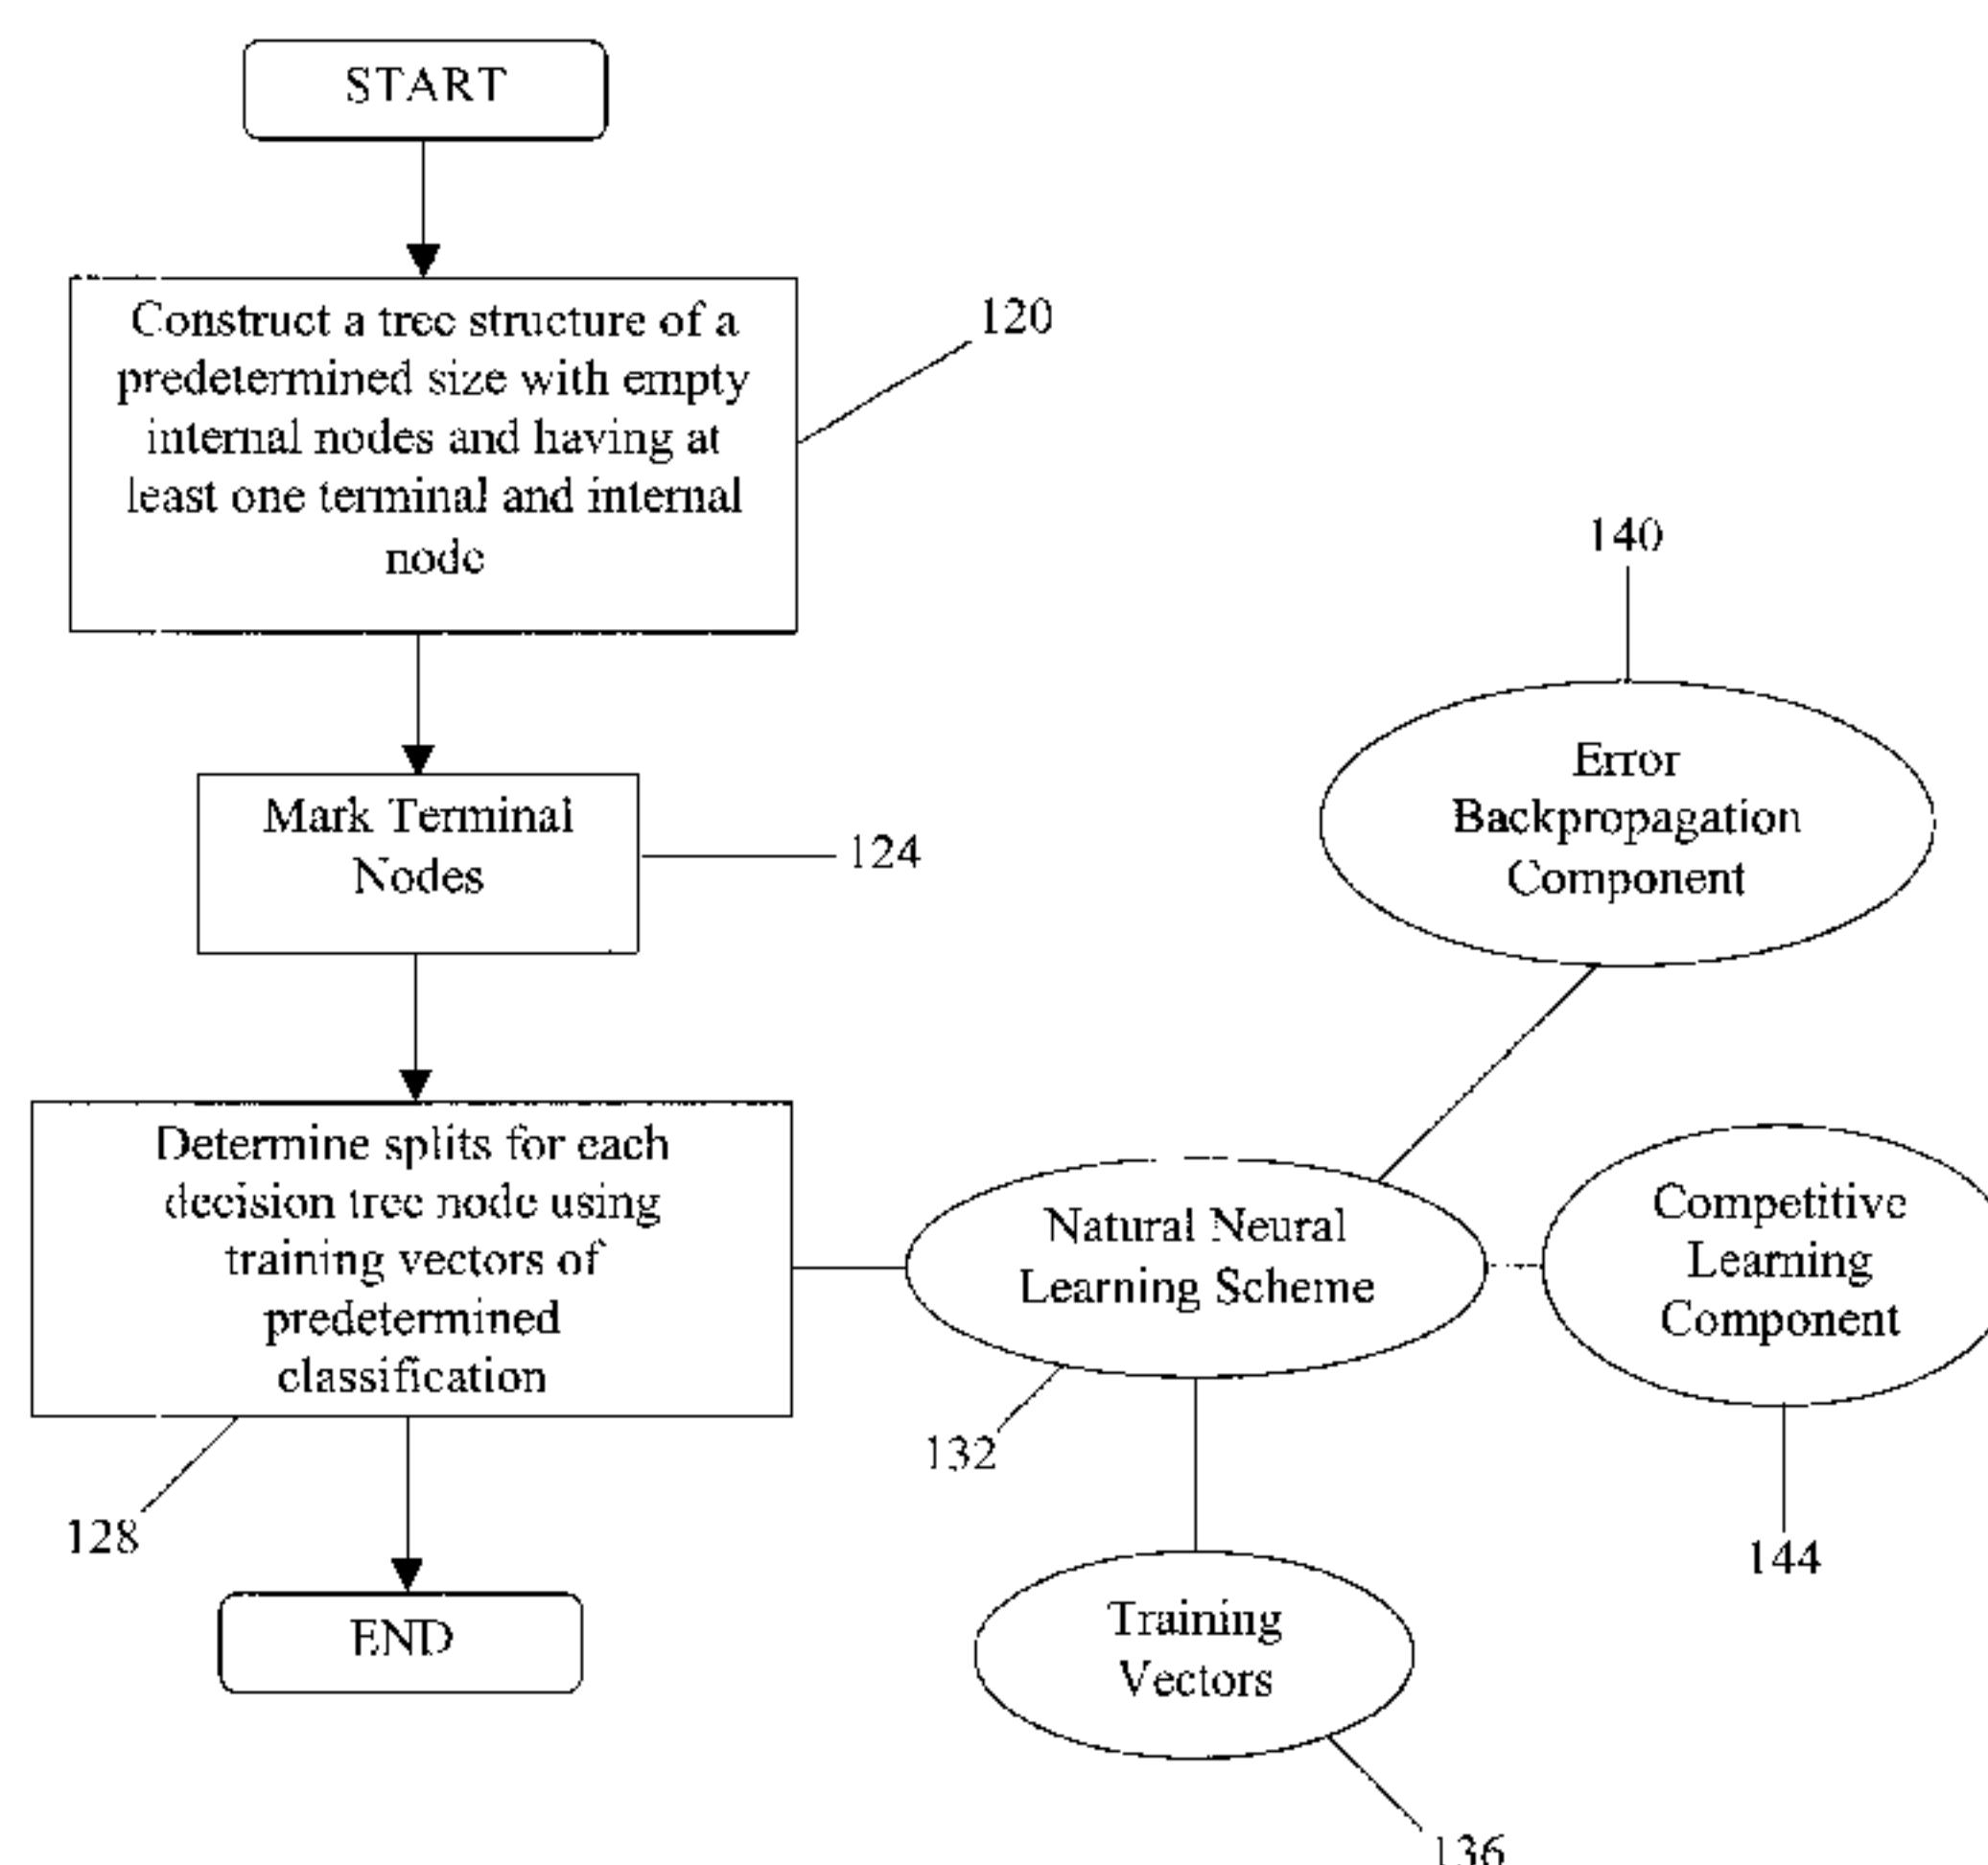 START
Construct a tree structure of a
predetermined size with empty
internal nodes and having at
least one terminal and internal
node
120
Mark Terminal
Nodes
124
140
Error
Backpropagation
Component
Determine splits for each
decision tree node using
training vectors of
predetermined
classification
128
Natural Neural
Learning Scheme
132
Competitive
Learning
Component
144
END
Training
Vectors
136